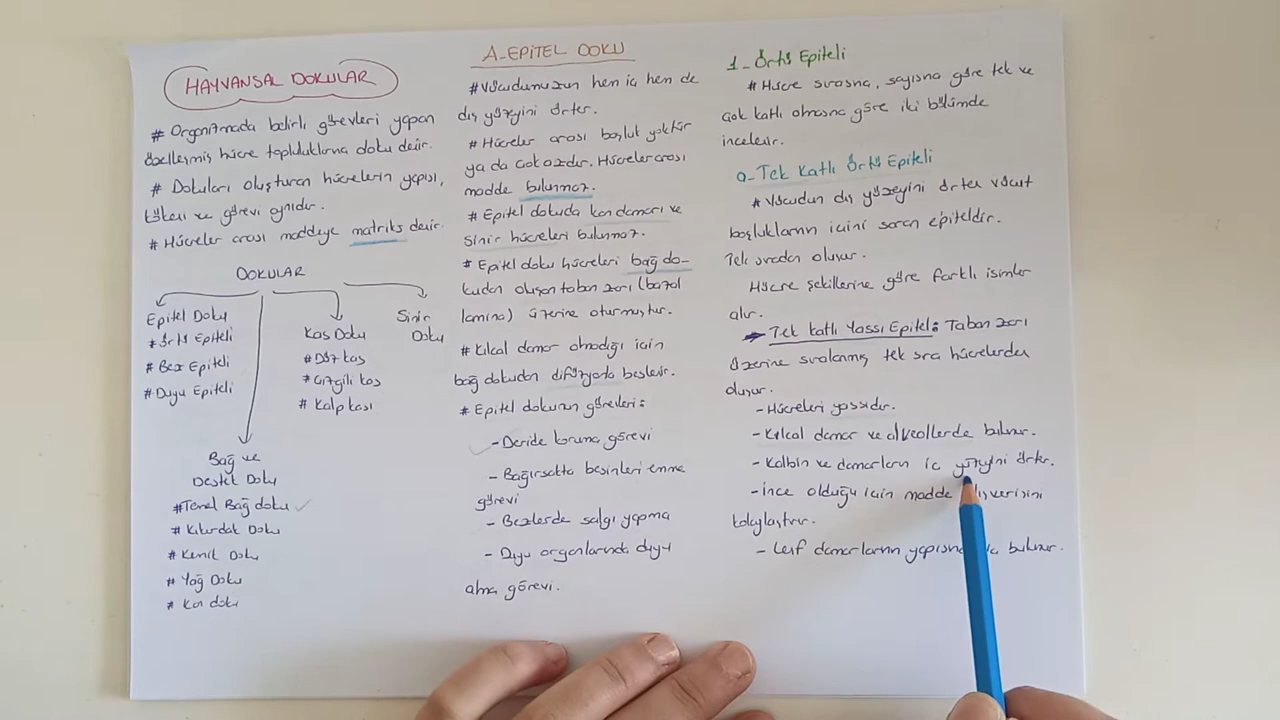 HAYVANSAL DOKULAR
# Organizmada belirli görevleri yapan
özelleşmiş hücre topluluklarına doku denir.
# Dokuları oluşturan hücrelerin yapısı,
kökeni ve görevi aynıdır.
# Hücreler arası maddeye matriks denir.
DOKULAR
Epitel Doku
# Örtü Epiteli
# Bez Epiteli
# Duyu Epiteli
Kas Doku
# Düz kas
# Çizgili kas
# Kalp kası
Sinir
Doku
Bağ ve
Destek Doku
#Temel Bağ doku
# Kıkırdak Doku
# Kemik Doku
# Yağ Doku
# Kan doku
A-EPİTEL DOKU
#Vücudumuzun hem iç hem de
dış yüzeyini örter.
# Hücreler arası boşluk yoktur
ya da çok azdır. Hücreler arası
madde bulunmaz.
# Epitel dokuda kan damarı ve
sinir hücreleri bulunmaz.
# Epitel doku hücreleri bağ do-
kudan oluşan taban zarı (bazal
lamina) üzerine oturmuştur.
# Kılcal damar olmadığı için
bağ dokudan difüzyonla beslenir.
# Epitel dokunun görevleri:
- Deride koruma görevi
- Bağırsakta besinleri emme
görevi
- Bezlerde salgı yapma
- Duyu organlarında duyu
alma görevi.
1- Örtü Epiteli
# Hücre sırasına, sayısına göre tek ve
çok katlı olmasına göre iki bölümde
incelenir.
a-Tek Katlı Örtü Epiteli
# Vücudun dış yüzeyini örten vücut
boşluklarının içini saran epiteldir.
Tek sıradan oluşur.
Hücre şekillerine göre farklı isimler
alır.
Tek katlı Yassı Epitel: Taban zarı
üzerine sıralanmış tek sıra hücrelerden
oluşur.
- Hücreleri yassıdır.
- Kılcal damar ve alveollerde bulunur.
- Kalbin ve damarların iç yüzeyini örter.
- İnce olduğu için madde alışverişini
kolaylaştırır.
- Lenf damarlarının yapısında bulunur.